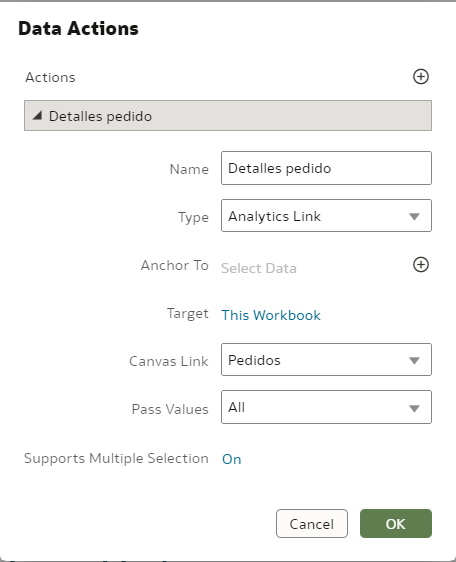 Data Actions
Actions
Detalles pedido
Name Detalles pedido
Type Analytics Link
Anchor To Select Data
Target This Workbook
Canvas Link Pedidos
Pass Values All
Supports Multiple Selection On
Cancel OK